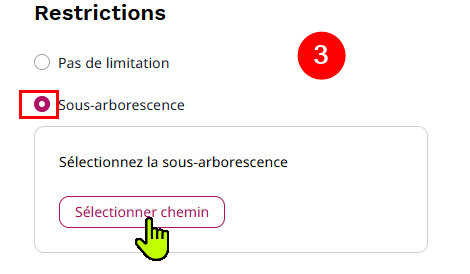 Restrictions
3
Pas de limitation
Sous-arborescence
Sélectionnez la sous-arborescence
Sélectionner chemin